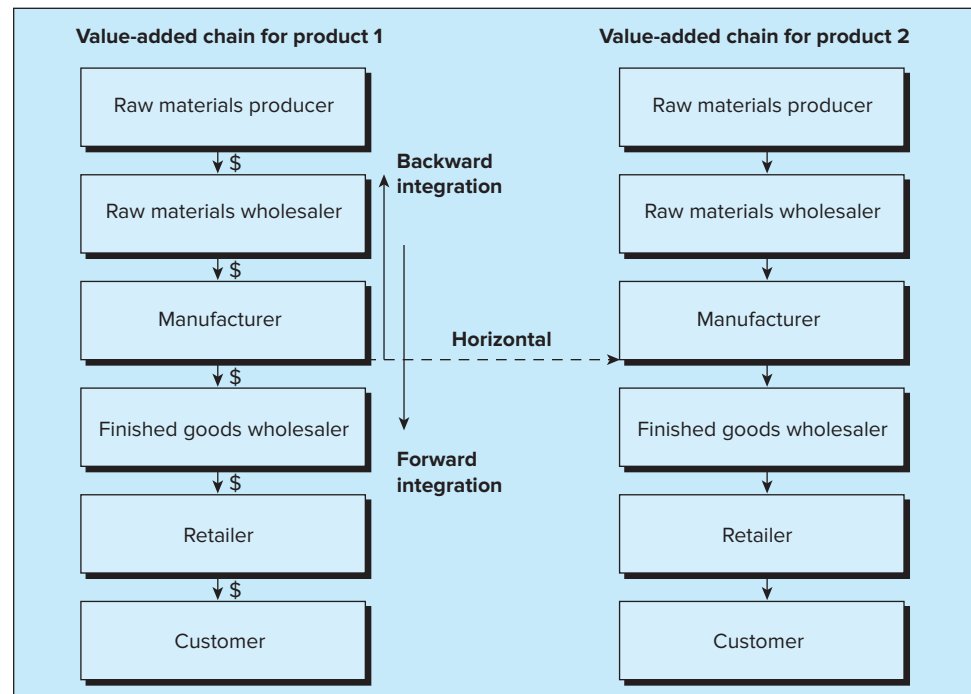 Value-added chain for product 1
Raw materials producer
$
Raw materials wholesaler
$
Manufacturer
$
Finished goods wholesaler
$
Retailer
$
Customer
Backward
integration
Horizontal
Forward
integration
Value-added chain for product 2
Raw materials producer
Raw materials wholesaler
Manufacturer
Finished goods wholesaler
Retailer
Customer